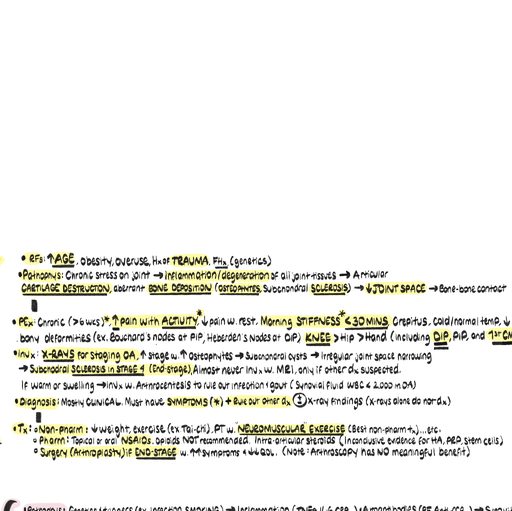 • RFs: ↑AGE, obesity, overuse, Hx of TRAUMA, FHx (genetics)
• Pathophys: Chronic stress on joint → Inflammation/degeneration of all joint-tissues → Articular
CARTILAGE DESTRUCTION, aberrant BONE DEPOSITION (OSTEOPHYTES, Subchondral SCLEROSIS) → ↓JOINT SPACE → Bone-bone contact
• PEx: Chronic (>6wcs)*, ↑pain with ACTIVITY*, ↓pain w. rest. Morning STIFFNESS*<30MINS, Crepitus, cold/normal temp, ↓
bony deformities (ex. Bouchard's nodes at PIP, Heberden's nodes at DIP) KNEE > Hip > Hand (including DIP, PIP, and 1ST CM
• Invx: X-RAYS for staging OA, ↑stage w. ↑Osteophytes → Subchondral cysts → Irregular joint space narrowing
→ Subchodral SCLEROSIS IN STAGE 4 (End-stage), Almost never Invx w. MRI, only if other dx suspected.
If warm or swelling → Invx w. Arthrocentesis to rule out infection + gout (Synovial fluid WBC < 2,000 in OA)
• Diagnosis: Mostly CLINICAL. Must have SYMPTOMS (*) + Rule out other dx ± X-ray findings (X-rays alone do nor dx)
• Tx: ○ Non-pharm: ↓weight, exercise (ex Tai-chi), PT w. NEUROMUSCULAR EXERCISE (Best non-pharm tx)...etc.
○ Pharm: Topical or oral NSAIDs. Opioids NOT recommended. Intra-articular steroids (Inconclusive evidence for HA, PRP, stem cells)
○ Surgery (Arthroplasty) if END-STAGE w. ↑↑symptoms + ↓↓QOL. (Note: Arthroscopy has NO meaningful benefit)